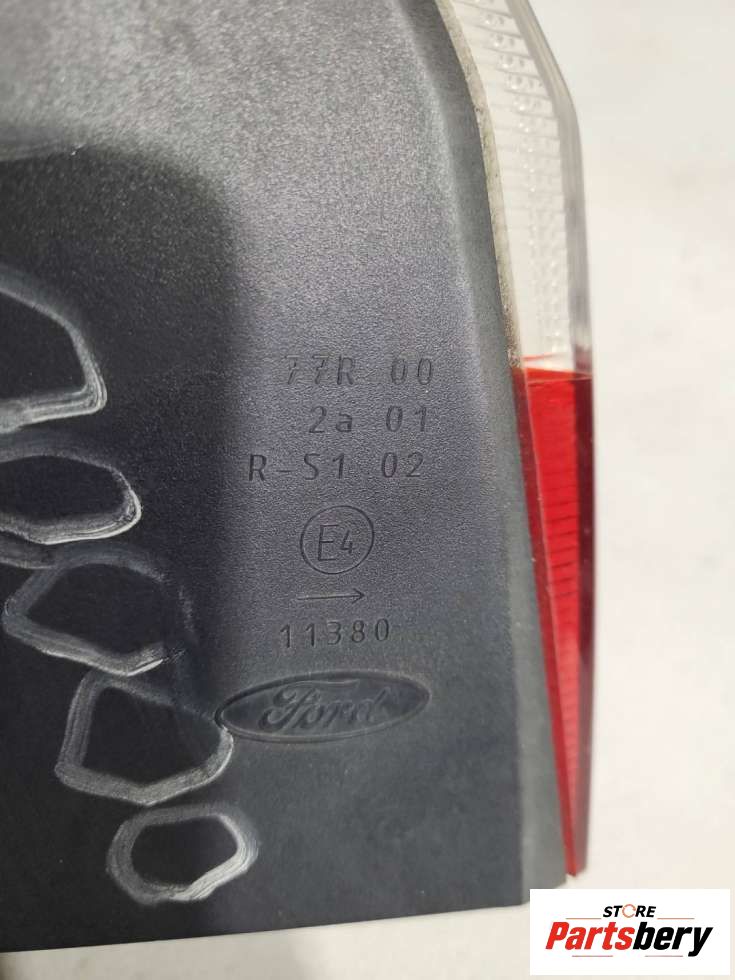 77R 00
2a 01
R-S1 02
E4
→
11380
Ford
STORE
Partsbery